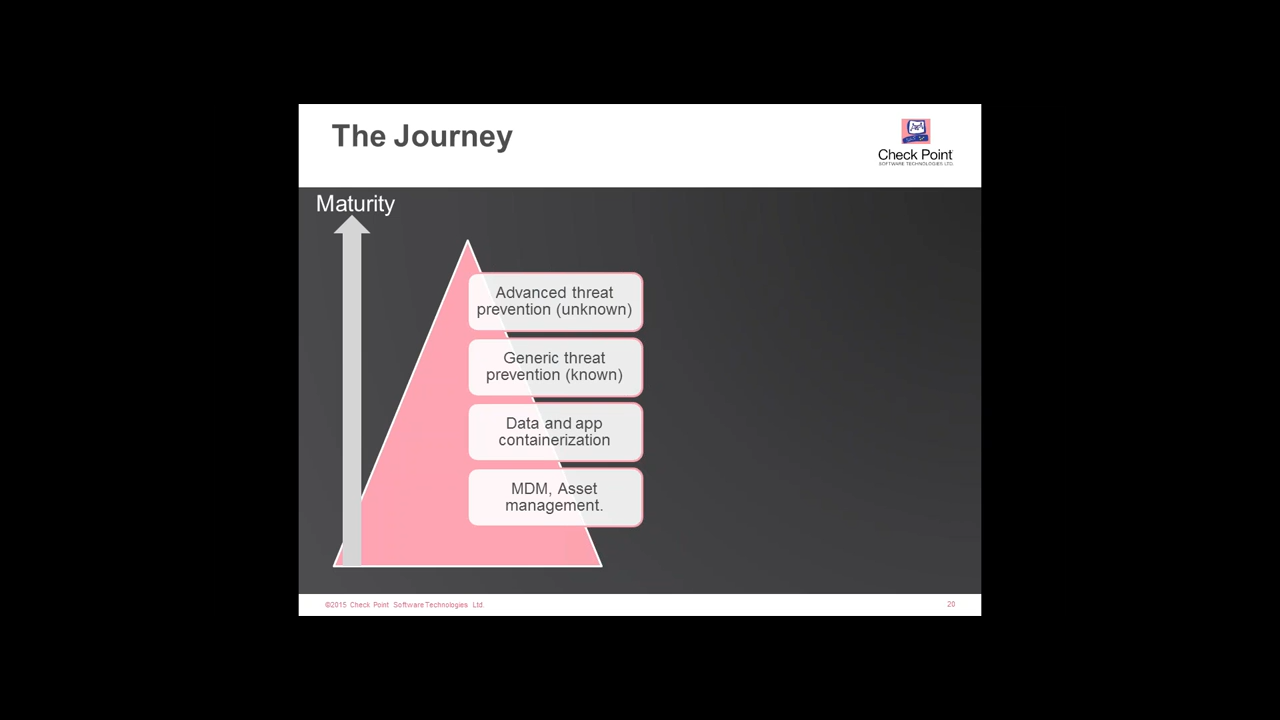 The Journey
Check Point
SOFTWARE TECHNOLOGIES LTD.
Maturity
Advanced threat
prevention (unknown)
Generic threat
prevention (known)
Data and app
containerization
MDM, Asset
management.
©2015 Check Point Software Technologies Ltd.
20